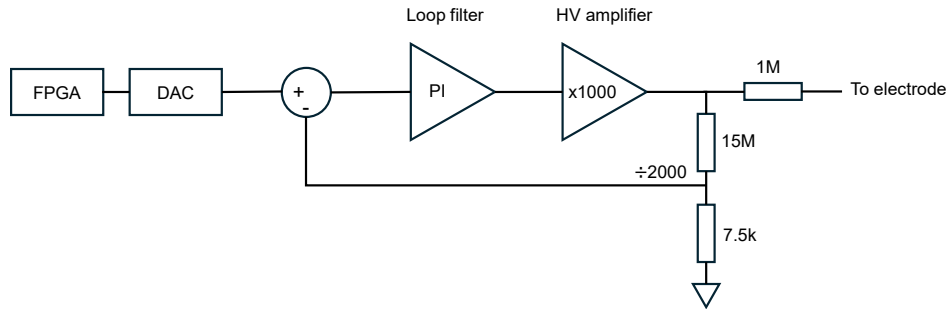 Loop filter
HV amplifier
FPGA
DAC
+
-
PI
x1000
1M
To electrode
15M
÷2000
7.5k